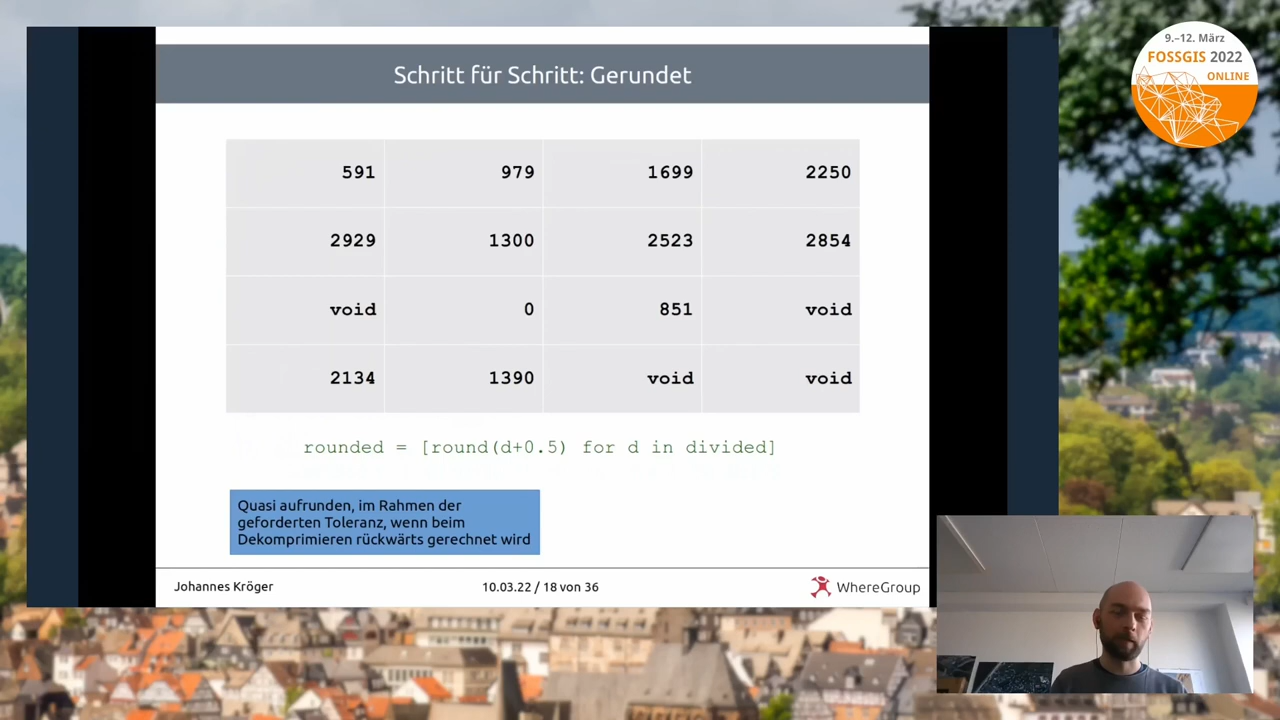 9.–12. März
FOSSGIS 2022
ONLINE
Schritt für Schritt: Gerundet
591 979 1699 2250
2929 1300 2523 2854
void 0 851 void
2134 1390 void void
rounded = [round(d+0.5) for d in divided]
Quasi aufrunden, im Rahmen der
geforderten Toleranz, wenn beim
Dekomprimieren rückwärts gerechnet wird
Johannes Kröger 10.03.22 / 18 von 36 WhereGroup